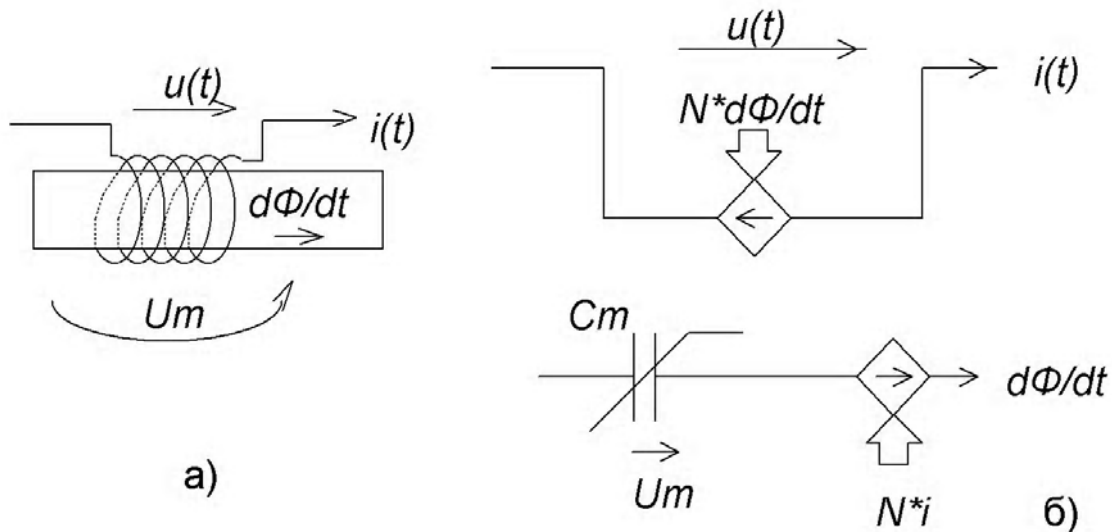 u(t)
i(t)
dΦ/dt
Um
а)
u(t)
i(t)
N*dΦ/dt
Cm
dΦ/dt
Um
N*i
б)